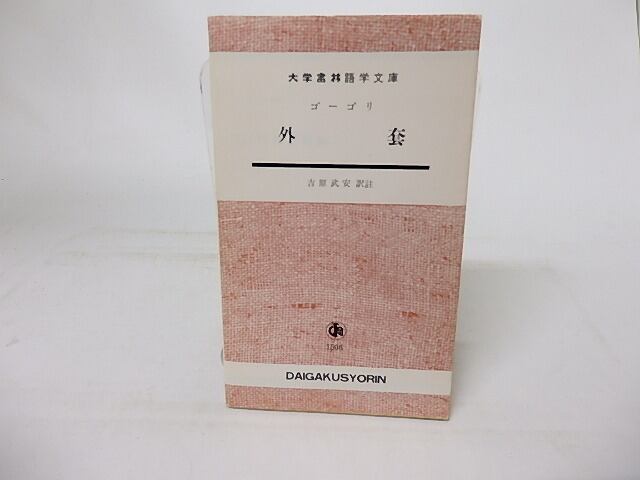 大学書林語学文庫
ゴーゴリ
外套
吉原武安 訳註
1506
DAIGAKUSYORIN